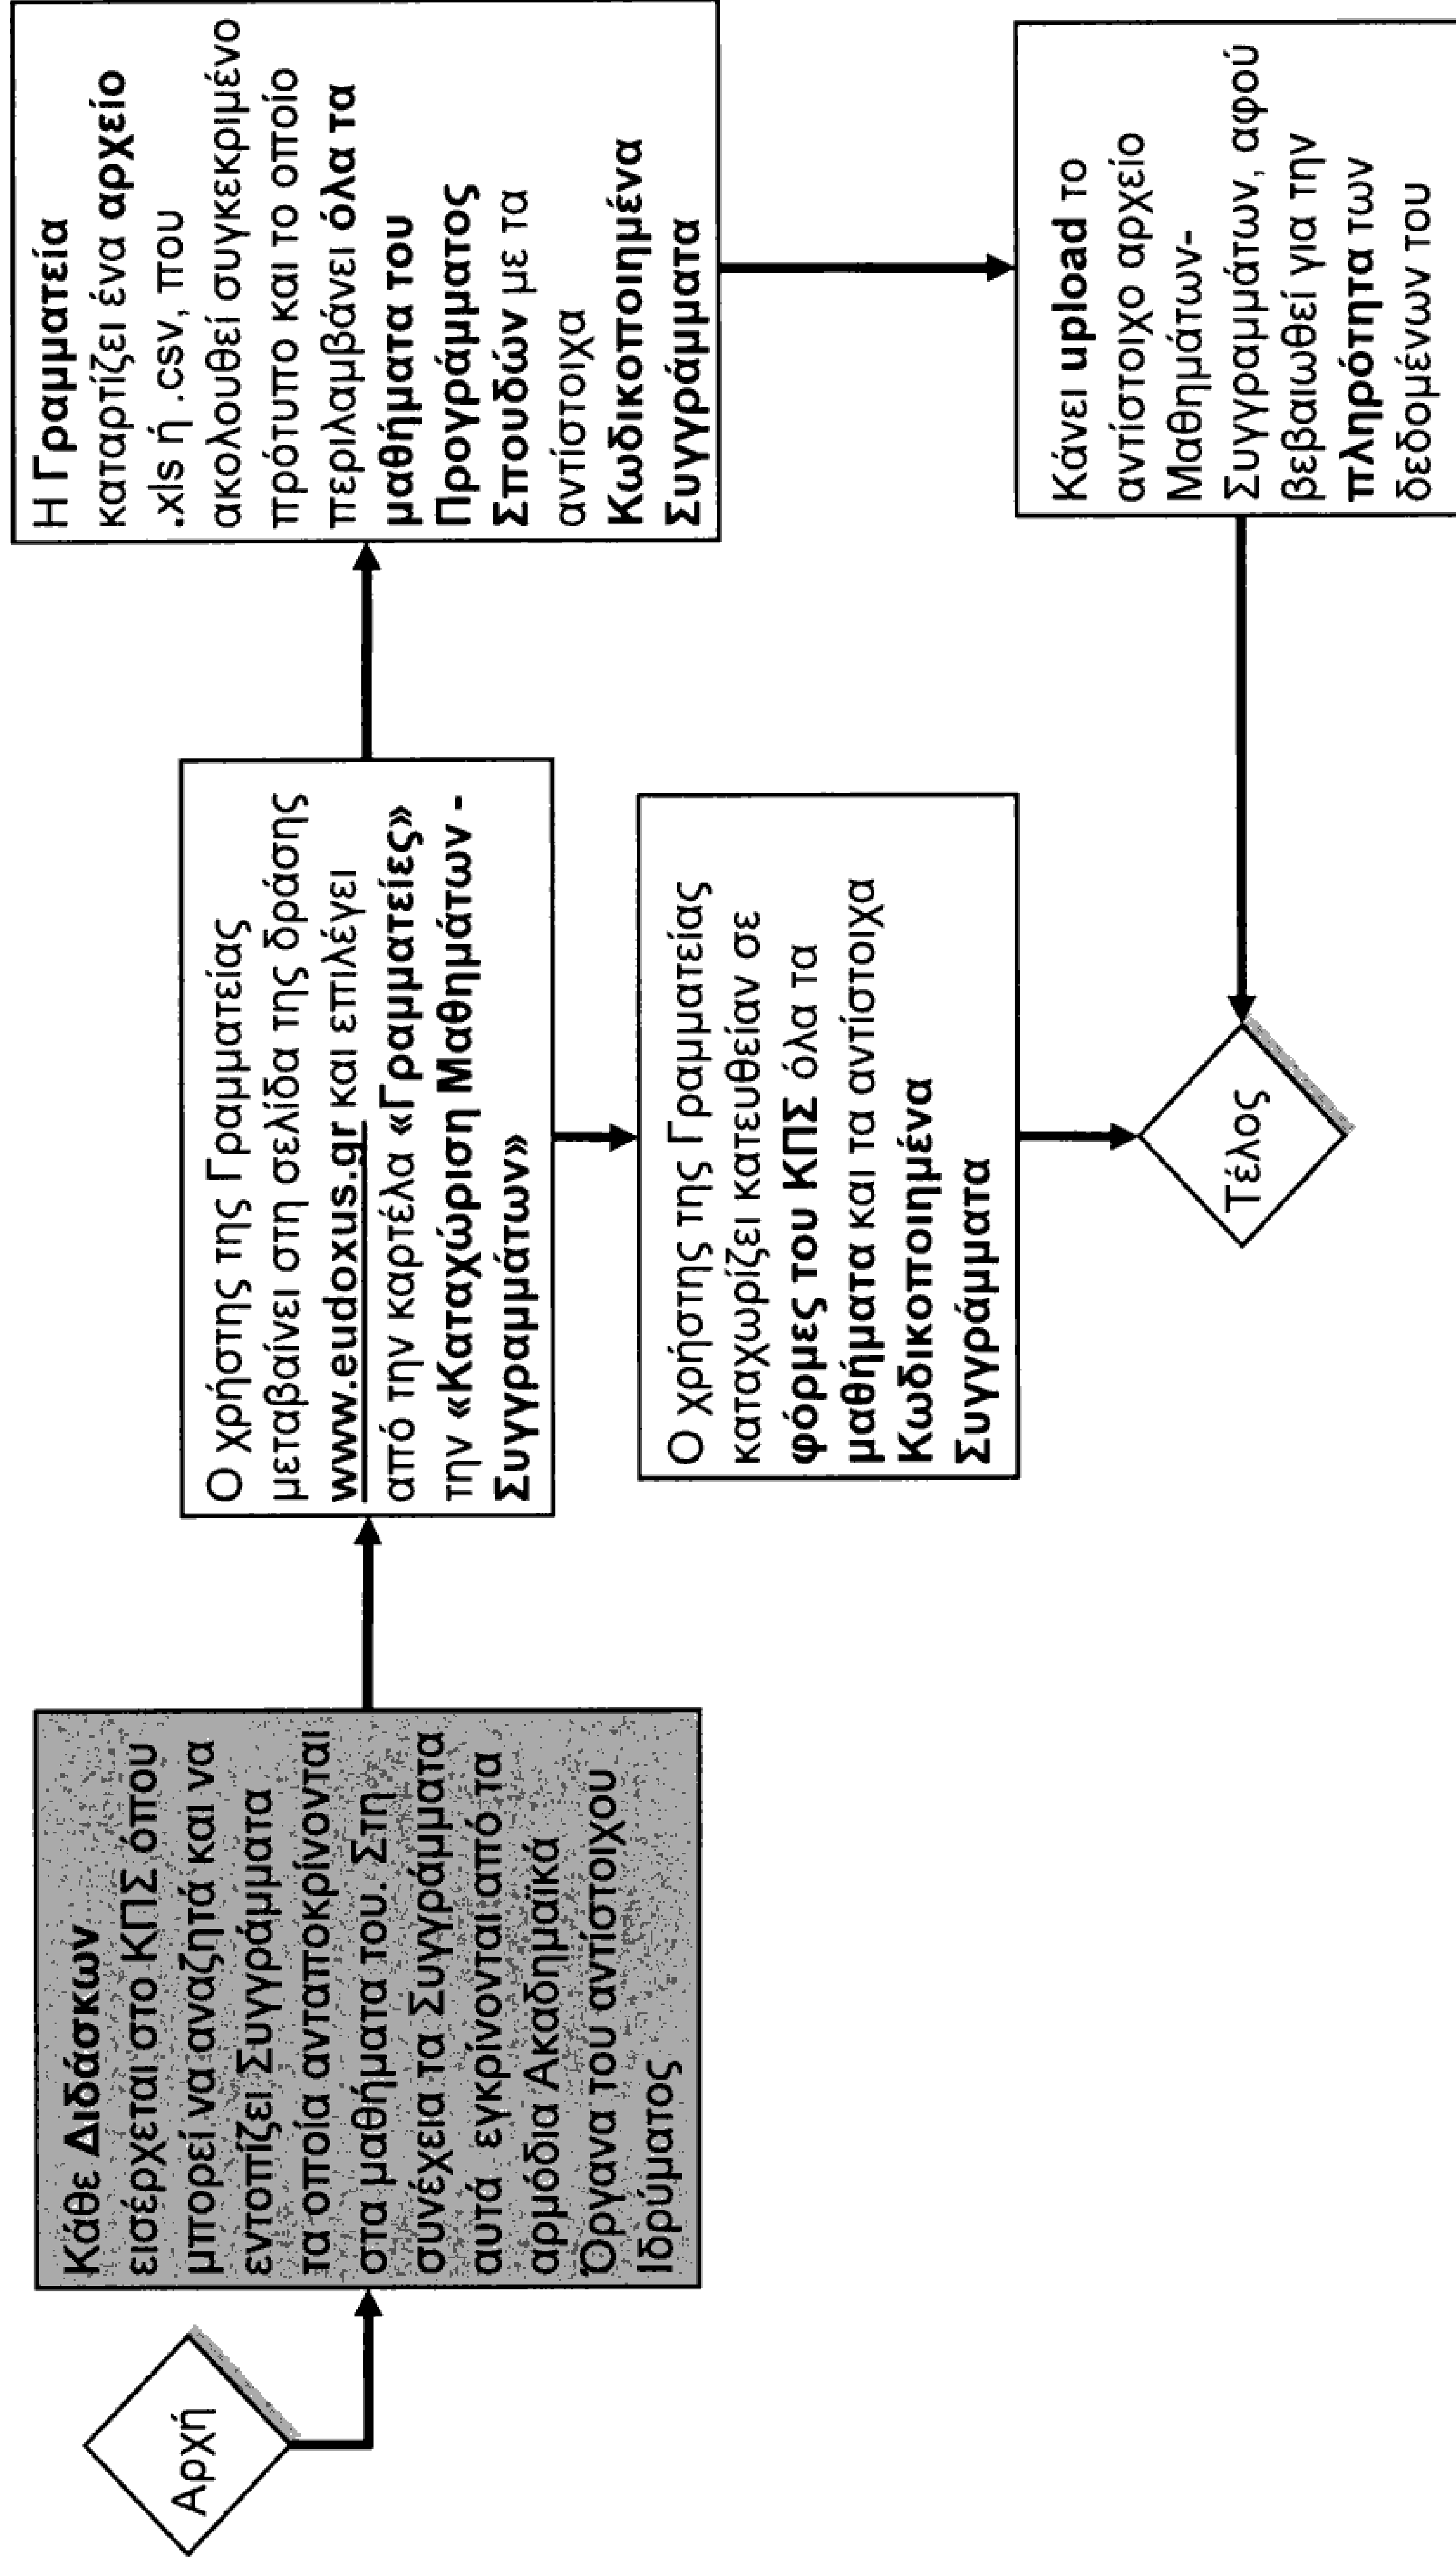 Αρχή
Κάθε Διδάσκων
εισέρχεται στο ΚΠΣ όπου
μπορεί να αναζητά και να
εντοπίζει Συγγράμματα
τα οποία ανταποκρίνονται
στα μαθήματα του. Στη
συνέχεια τα Συγγράμματα
αυτά εγκρίνονται από τα
αρμόδια Ακαδημαϊκά
Όργανα του αντίστοιχου
Ιδρύματος
Ο χρήστης της Γραμματείας
μεταβαίνει στη σελίδα της δράσης
www.eudoxus.gr και επιλέγει
από την καρτέλα «Γραμματείες»
την «Καταχώριση Μαθημάτων -
Συγγραμμάτων»
Ο χρήστης της Γραμματείας
καταχωρίζει κατευθείαν σε
φόρμες του ΚΠΣ όλα τα
μαθήματα και τα αντίστοιχα
Κωδικοποιημένα
Συγγράμματα
Η Γραμματεία
καταρτίζει ένα αρχείο
.xls ή .csv, που
ακολουθεί συγκεκριμένο
πρότυπο και το οποίο
περιλαμβάνει όλα τα
μαθήματα του
Προγράμματος
Σπουδών με τα
αντίστοιχα
Κωδικοποιημένα
Συγγράμματα
Κάνει upload το
αντίστοιχο αρχείο
Μαθημάτων-
Συγγραμμάτων, αφού
βεβαιωθεί για την
πληρότητα των
δεδομένων του
Τέλος